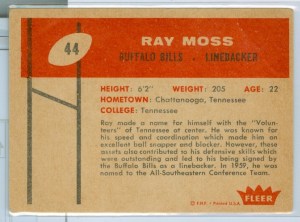 44
RAY MOSS
BUFFALO BILLS - LINEBACKER
HEIGHT: 6'2" WEIGHT: 205 AGE: 22
HOMETOWN: Chattanooga, Tennessee
COLLEGE: Tennessee
Ray made a name for himself with the "Volun-
teers" of Tennessee at center. He was known for
his speed and coordination which made him an
excellent ball snapper and blocker. However, these
assets also contributed to his defensive skills which
were outstanding and led to his being signed by
the Buffalo Bills as a linebacker. In 1959, he was
named to the All-Southeastern Conference Team.
© F.H.F. • Printed in U.S.A.
FLEER